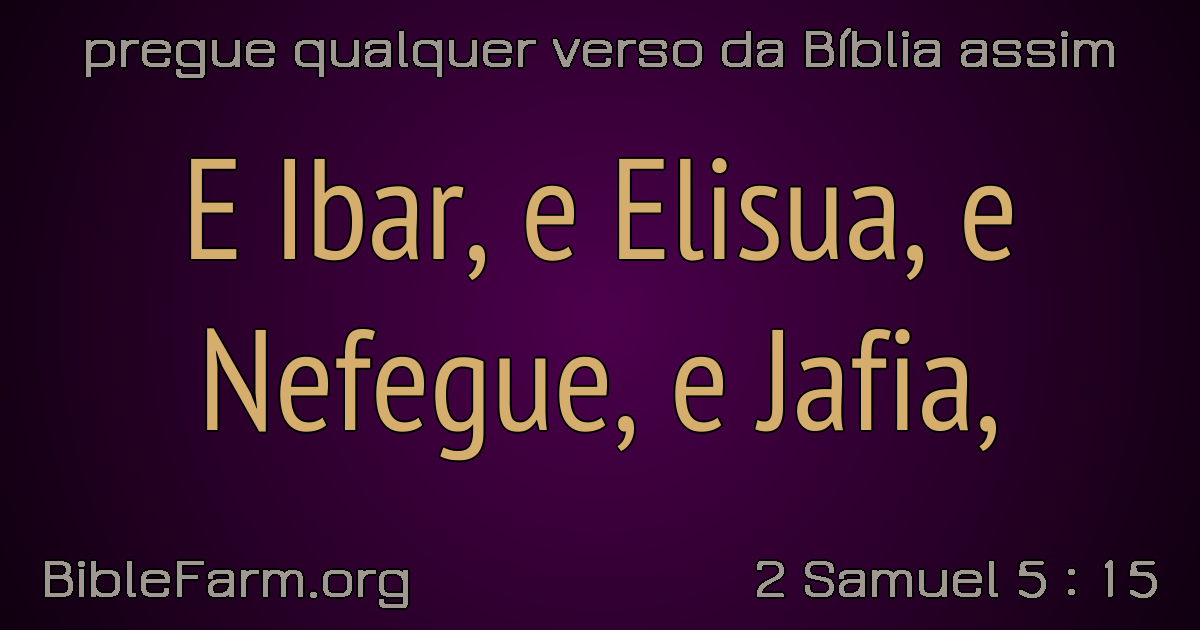 pregue qualquer verso da Bíblia assim
E Ibar, e Elisua, e
Nefegue, e Jafia,
BibleFarm.org
2 Samuel 5 : 15